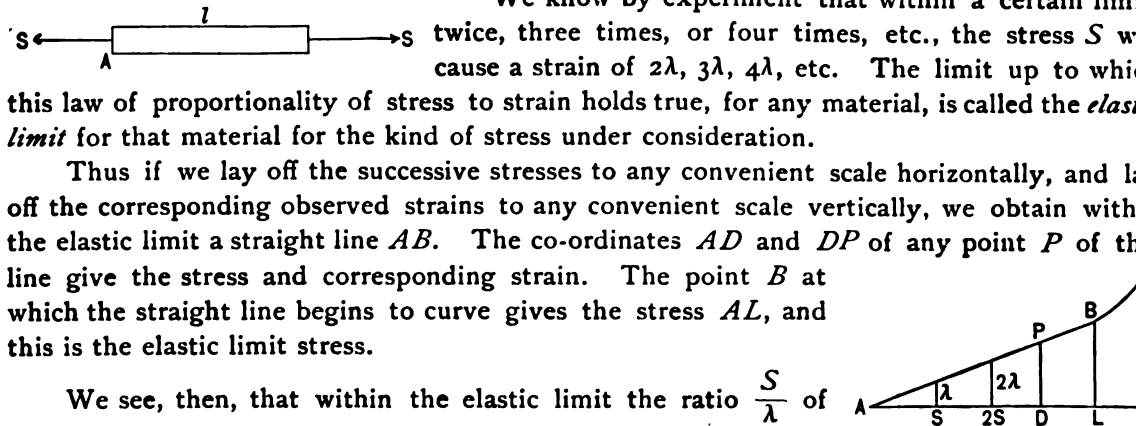 l
S S
A
We know by experiment that within a certain
twice, three times, or four times, etc., the stress S
cause a strain of 2λ, 3λ, 4λ, etc. The limit up to
this law of proportionality of stress to strain holds true, for any material, is called the
limit for that material for the kind of stress under consideration.
Thus if we lay off the successive stresses to any convenient scale horizontally, and
off the corresponding observed strains to any convenient scale vertically, we obtain
the elastic limit a straight line AB. The co-ordinates AD and DP of any point P of
line give the stress and corresponding strain. The point B at
which the straight line begins to curve gives the stress AL, and
this is the elastic limit stress.
We see, then, that within the elastic limit the ratio S/λ of
B
P
λ 2λ
A S 2S D L